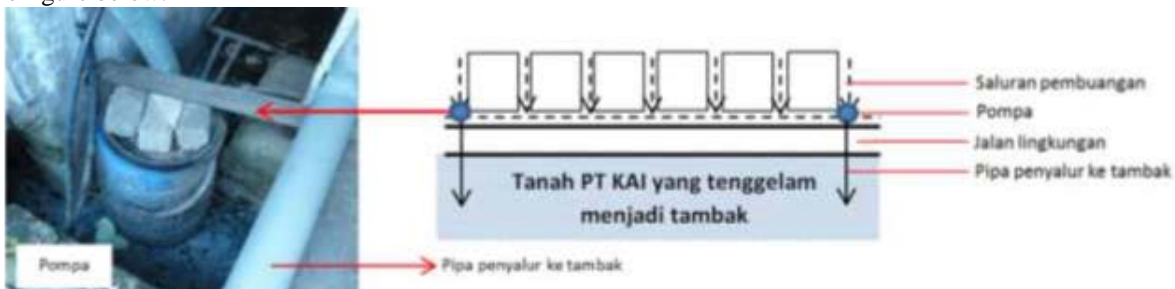 Saluran pembuangan
Pompa
Jalan lingkungan
Pipa penyalur ke tambak
Tanah PT KAI yang tenggelam
menjadi tambak
Pompa
Pipa penyalur ke tambak